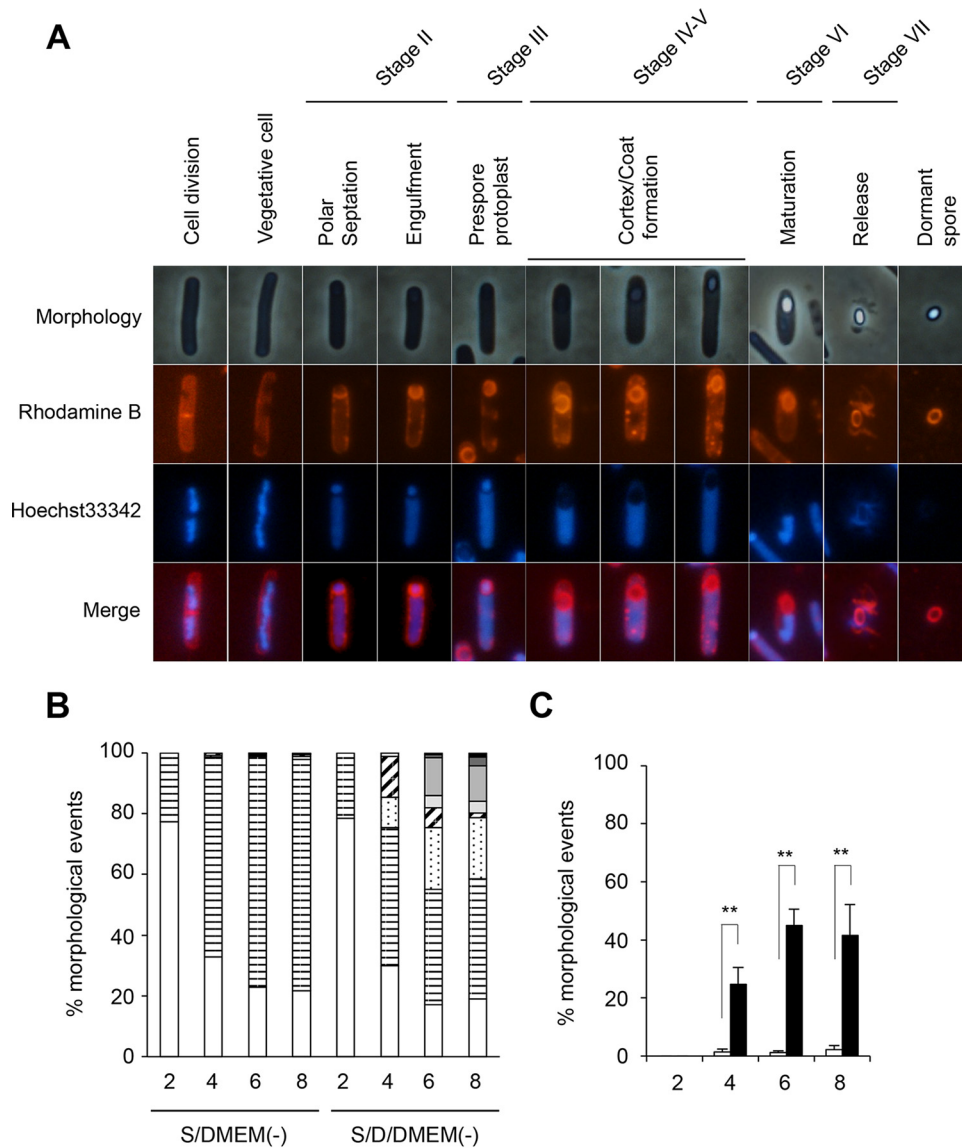 A
Stage II
Stage III
Stage IV-V
Stage VI
Stage VII
Cell division
Vegetative cell
Polar
Septation
Engulfment
Prespore
protoplast
Cortex/Coat
formation
Maturation
Release
Dormant
spore
Morphology
Rhodamine B
Hoechst33342
Merge
B
% morphological events
100
80
60
40
20
0
2 4 6 8 2 4 6 8
S/DMEM(-) S/D/DMEM(-)
C
% morphological events
100
80
60
40
20
0
**
**
**
2 4 6 8